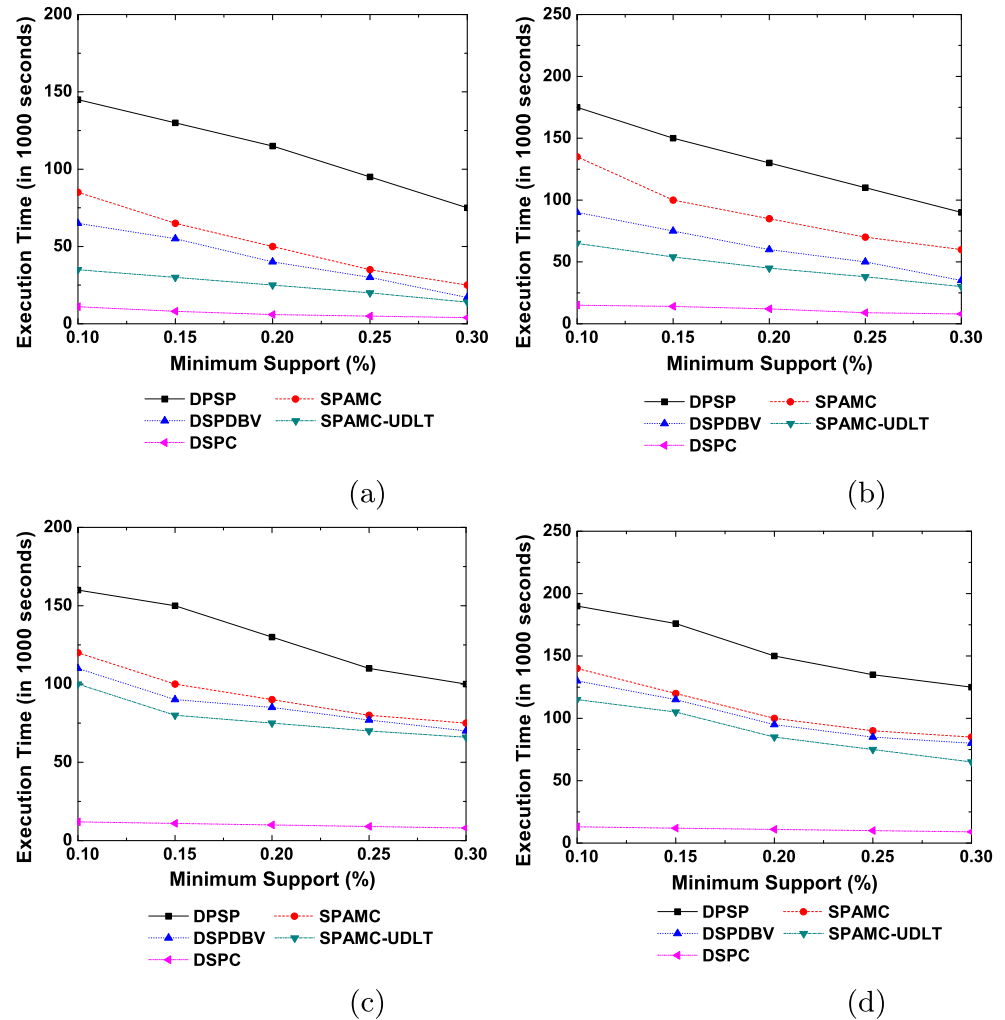 200
150
100
50
0
0.10 0.15 0.20 0.25 0.30
Execution Time (in 1000 seconds)
Minimum Support (%)
DPSP SPAMC
DSPDBV SPAMC-UDLT
DSPC
(a)
250
200
150
100
50
0
0.10 0.15 0.20 0.25 0.30
Execution Time (in 1000 seconds)
Minimum Support (%)
DPSP SPAMC
DSPDBV SPAMC-UDLT
DSPC
(b)
200
150
100
50
0
0.10 0.15 0.20 0.25 0.30
Execution Time (in 1000 seconds)
Minimum Support (%)
DPSP SPAMC
DSPDBV SPAMC-UDLT
DSPC
(c)
250
200
150
100
50
0
0.10 0.15 0.20 0.25 0.30
Execution Time (in 1000 seconds)
Minimum Support (%)
DPSP SPAMC
DSPDBV SPAMC-UDLT
DSPC
(d)